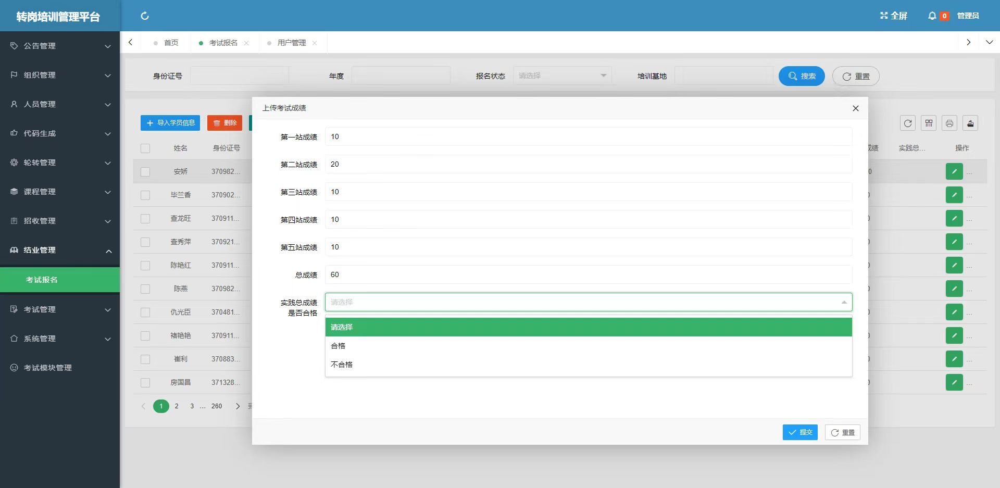 转岗培训管理平台
全屏
0
管理员
公告管理
组织管理
人员管理
代码生成
轮转管理
课程管理
招收管理
结业管理
考试报名
考试管理
系统管理
考试模块管理
首页
考试报名
用户管理
身份证号
年度
报名状态
请选择
培训基地
搜索
重置
导入学员信息
删除
姓名
身份证号
成绩
实践总...
操作
安娇
370982...
0
...
毕兰香
370902...
...
查龙旺
370911...
...
查秀萍
370921...
...
陈艳红
370911...
...
陈燕
370982...
...
仇光臣
370481...
...
褚艳艳
370911...
...
崔利
370883...
...
房国昌
371328...
...
1
2
3
...
260
上传考试成绩
第一站成绩
10
第二站成绩
20
第三站成绩
10
第四站成绩
10
第五站成绩
10
总成绩
60
实践总成绩
是否合格
请选择
请选择
合格
不合格
提交
重置